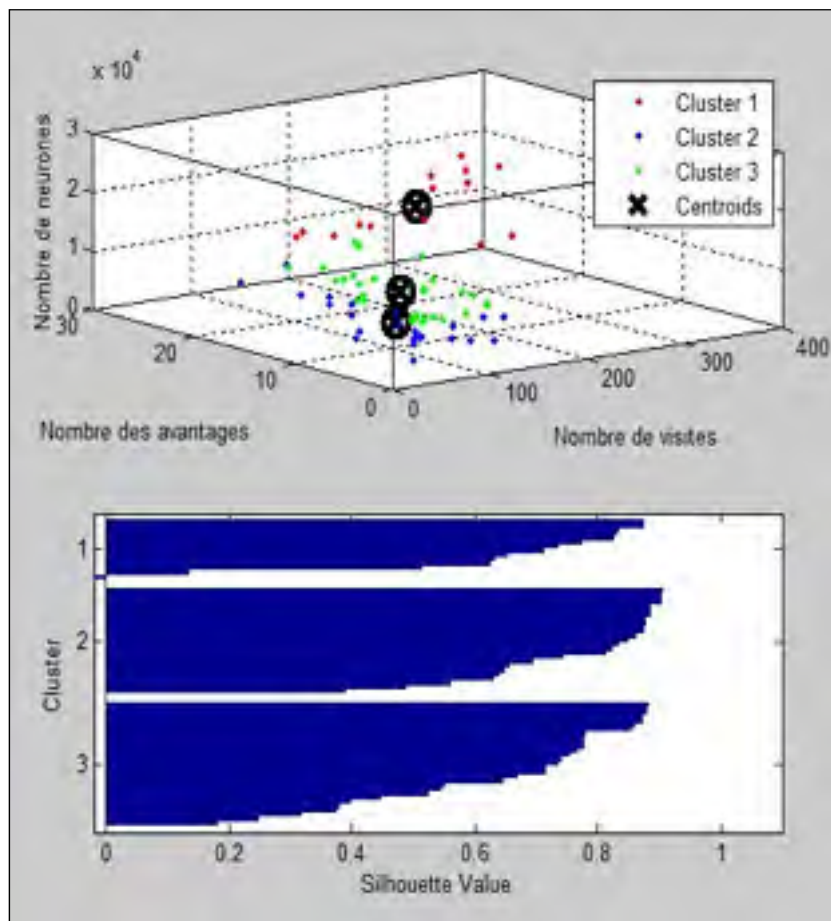 x 10^4
3
2
1
0
Nombre de neurones
30
20
10
0
Nombre des avantages
0
100
200
300
400
Nombre de visites
Cluster 1
Cluster 2
Cluster 3
Centroids
1
2
3
Cluster
0
0.2
0.4
0.6
0.8
1
Silhouette Value